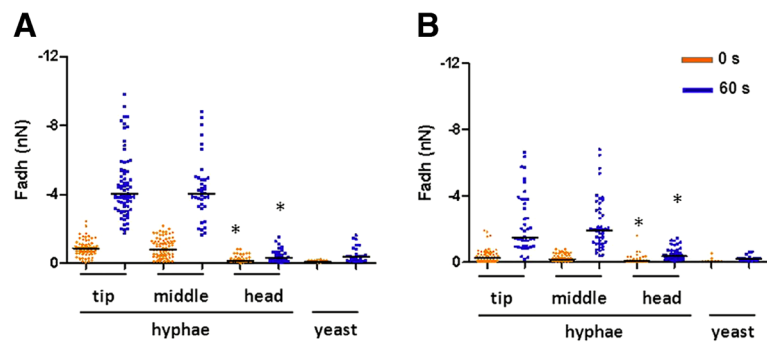 A
B
-12
-8
-4
0
Fadh (nN)
*
*
tip
middle
head
hyphae
yeast
-12
-8
-4
0
Fadh (nN)
0 s
60 s
*
*
tip
middle
head
hyphae
yeast